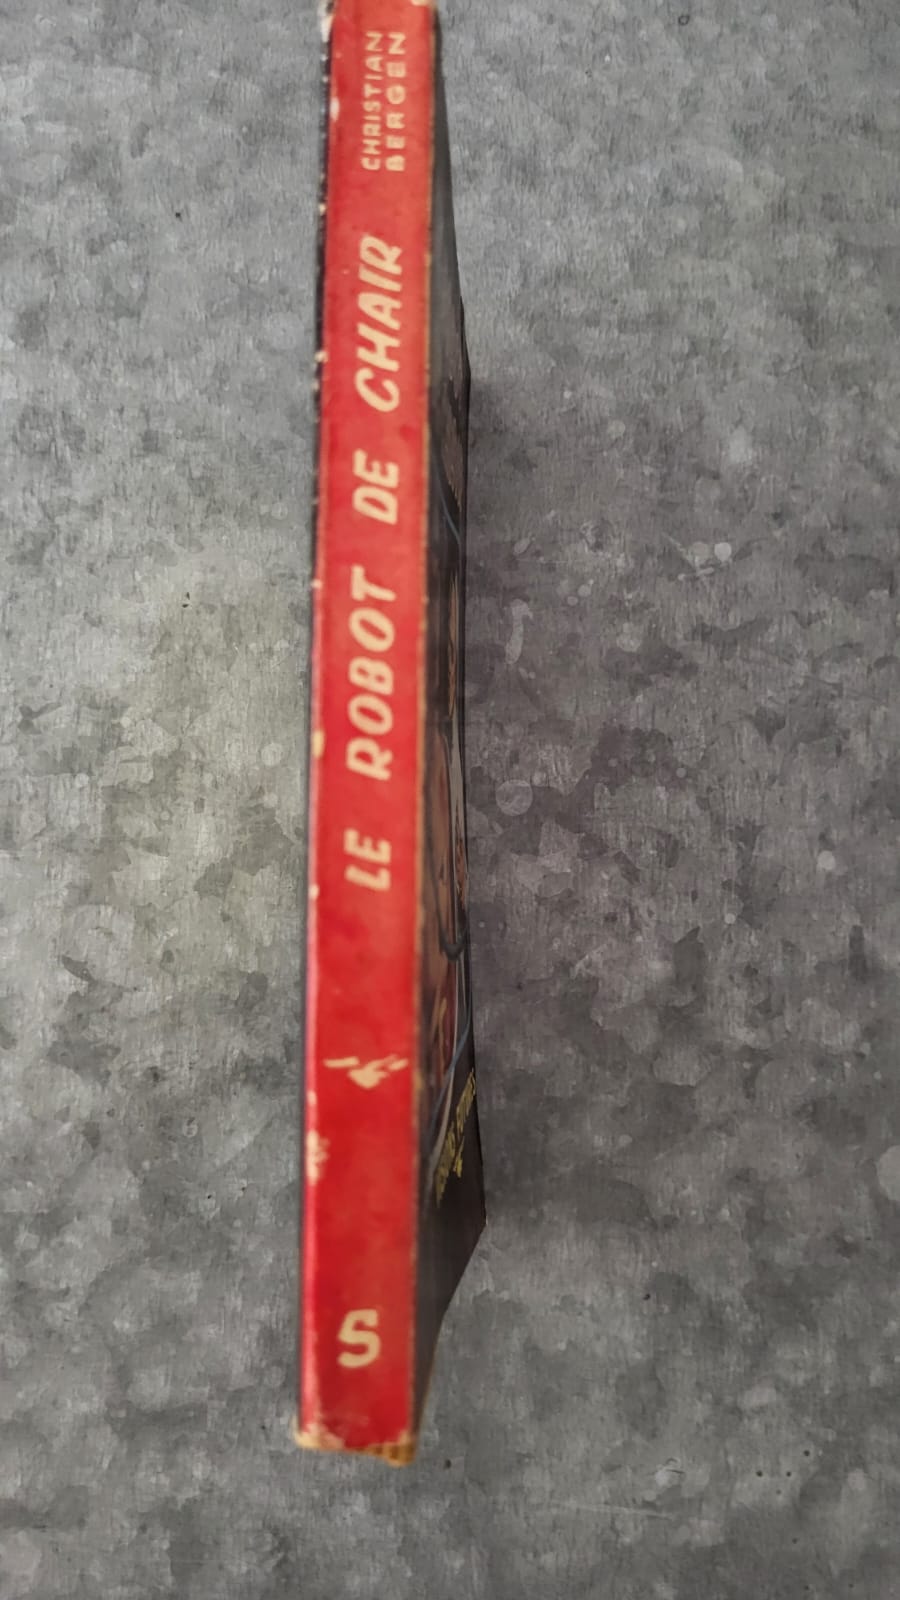 CHRISTIAN
BERGEN
LE ROBOT DE CHAIR
5